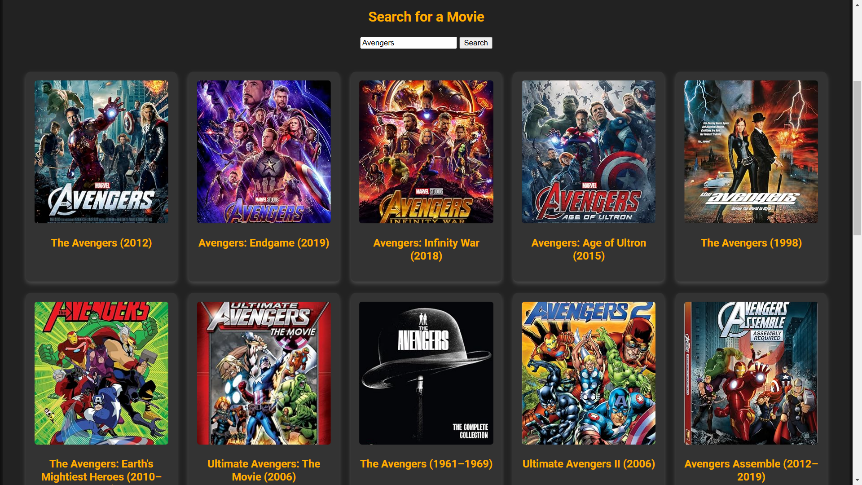 Search for a Movie
Avengers
Search
MARVEL
AVENGERS
The Avengers (2012)
MARVEL STUDIOS
AVENGERS
Avengers: Endgame (2019)
MARVEL STUDIOS
AVENGERS
INFINITY WAR
Avengers: Infinity War
(2018)
MARVEL
AVENGERS
AGE OF ULTRON
Avengers: Age of Ultron
(2015)
the avengers
The Avengers (1998)
AVENGERS
The Avengers: Earth's
Mightiest Heroes (2010–
ULTIMATE
AVENGERS
THE MOVIE
Ultimate Avengers: The
Movie (2006)
THE
AVENGERS
THE COMPLETE
COLLECTION
The Avengers (1961–1969)
AVENGERS 2
Ultimate Avengers II (2006)
AVENGERS
ASSEMBLE
ASSEMBLY
REQUIRED
Avengers Assemble (2012–
2019)